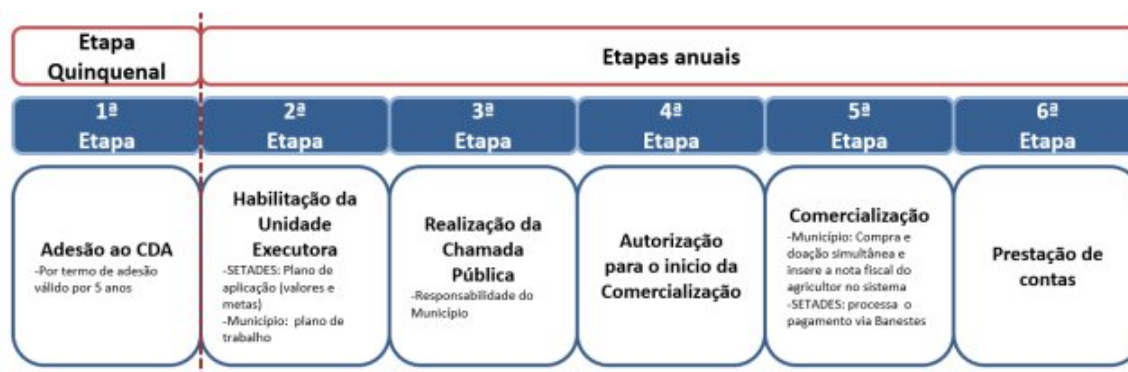 Etapa
Quinquenal
Etapas anuais
1ª
Etapa
2ª
Etapa
3ª
Etapa
4ª
Etapa
5ª
Etapa
6ª
Etapa
Adesão ao CDA
-Por termo de adesão
válido por 5 anos
Habilitação da
Unidade
Executora
-SETADES: Plano de
aplicação (valores e
metas)
-Município: plano de
trabalho
Realização da
Chamada
Pública
-Responsabilidade do
Município
Autorização
para o inicio da
Comercialização
Comercialização
-Município: Compra e
doação simultânea e
insere a nota fiscal do
agricultor no sistema
-SETADES: processa o
pagamento via Banestes
Prestação de
contas